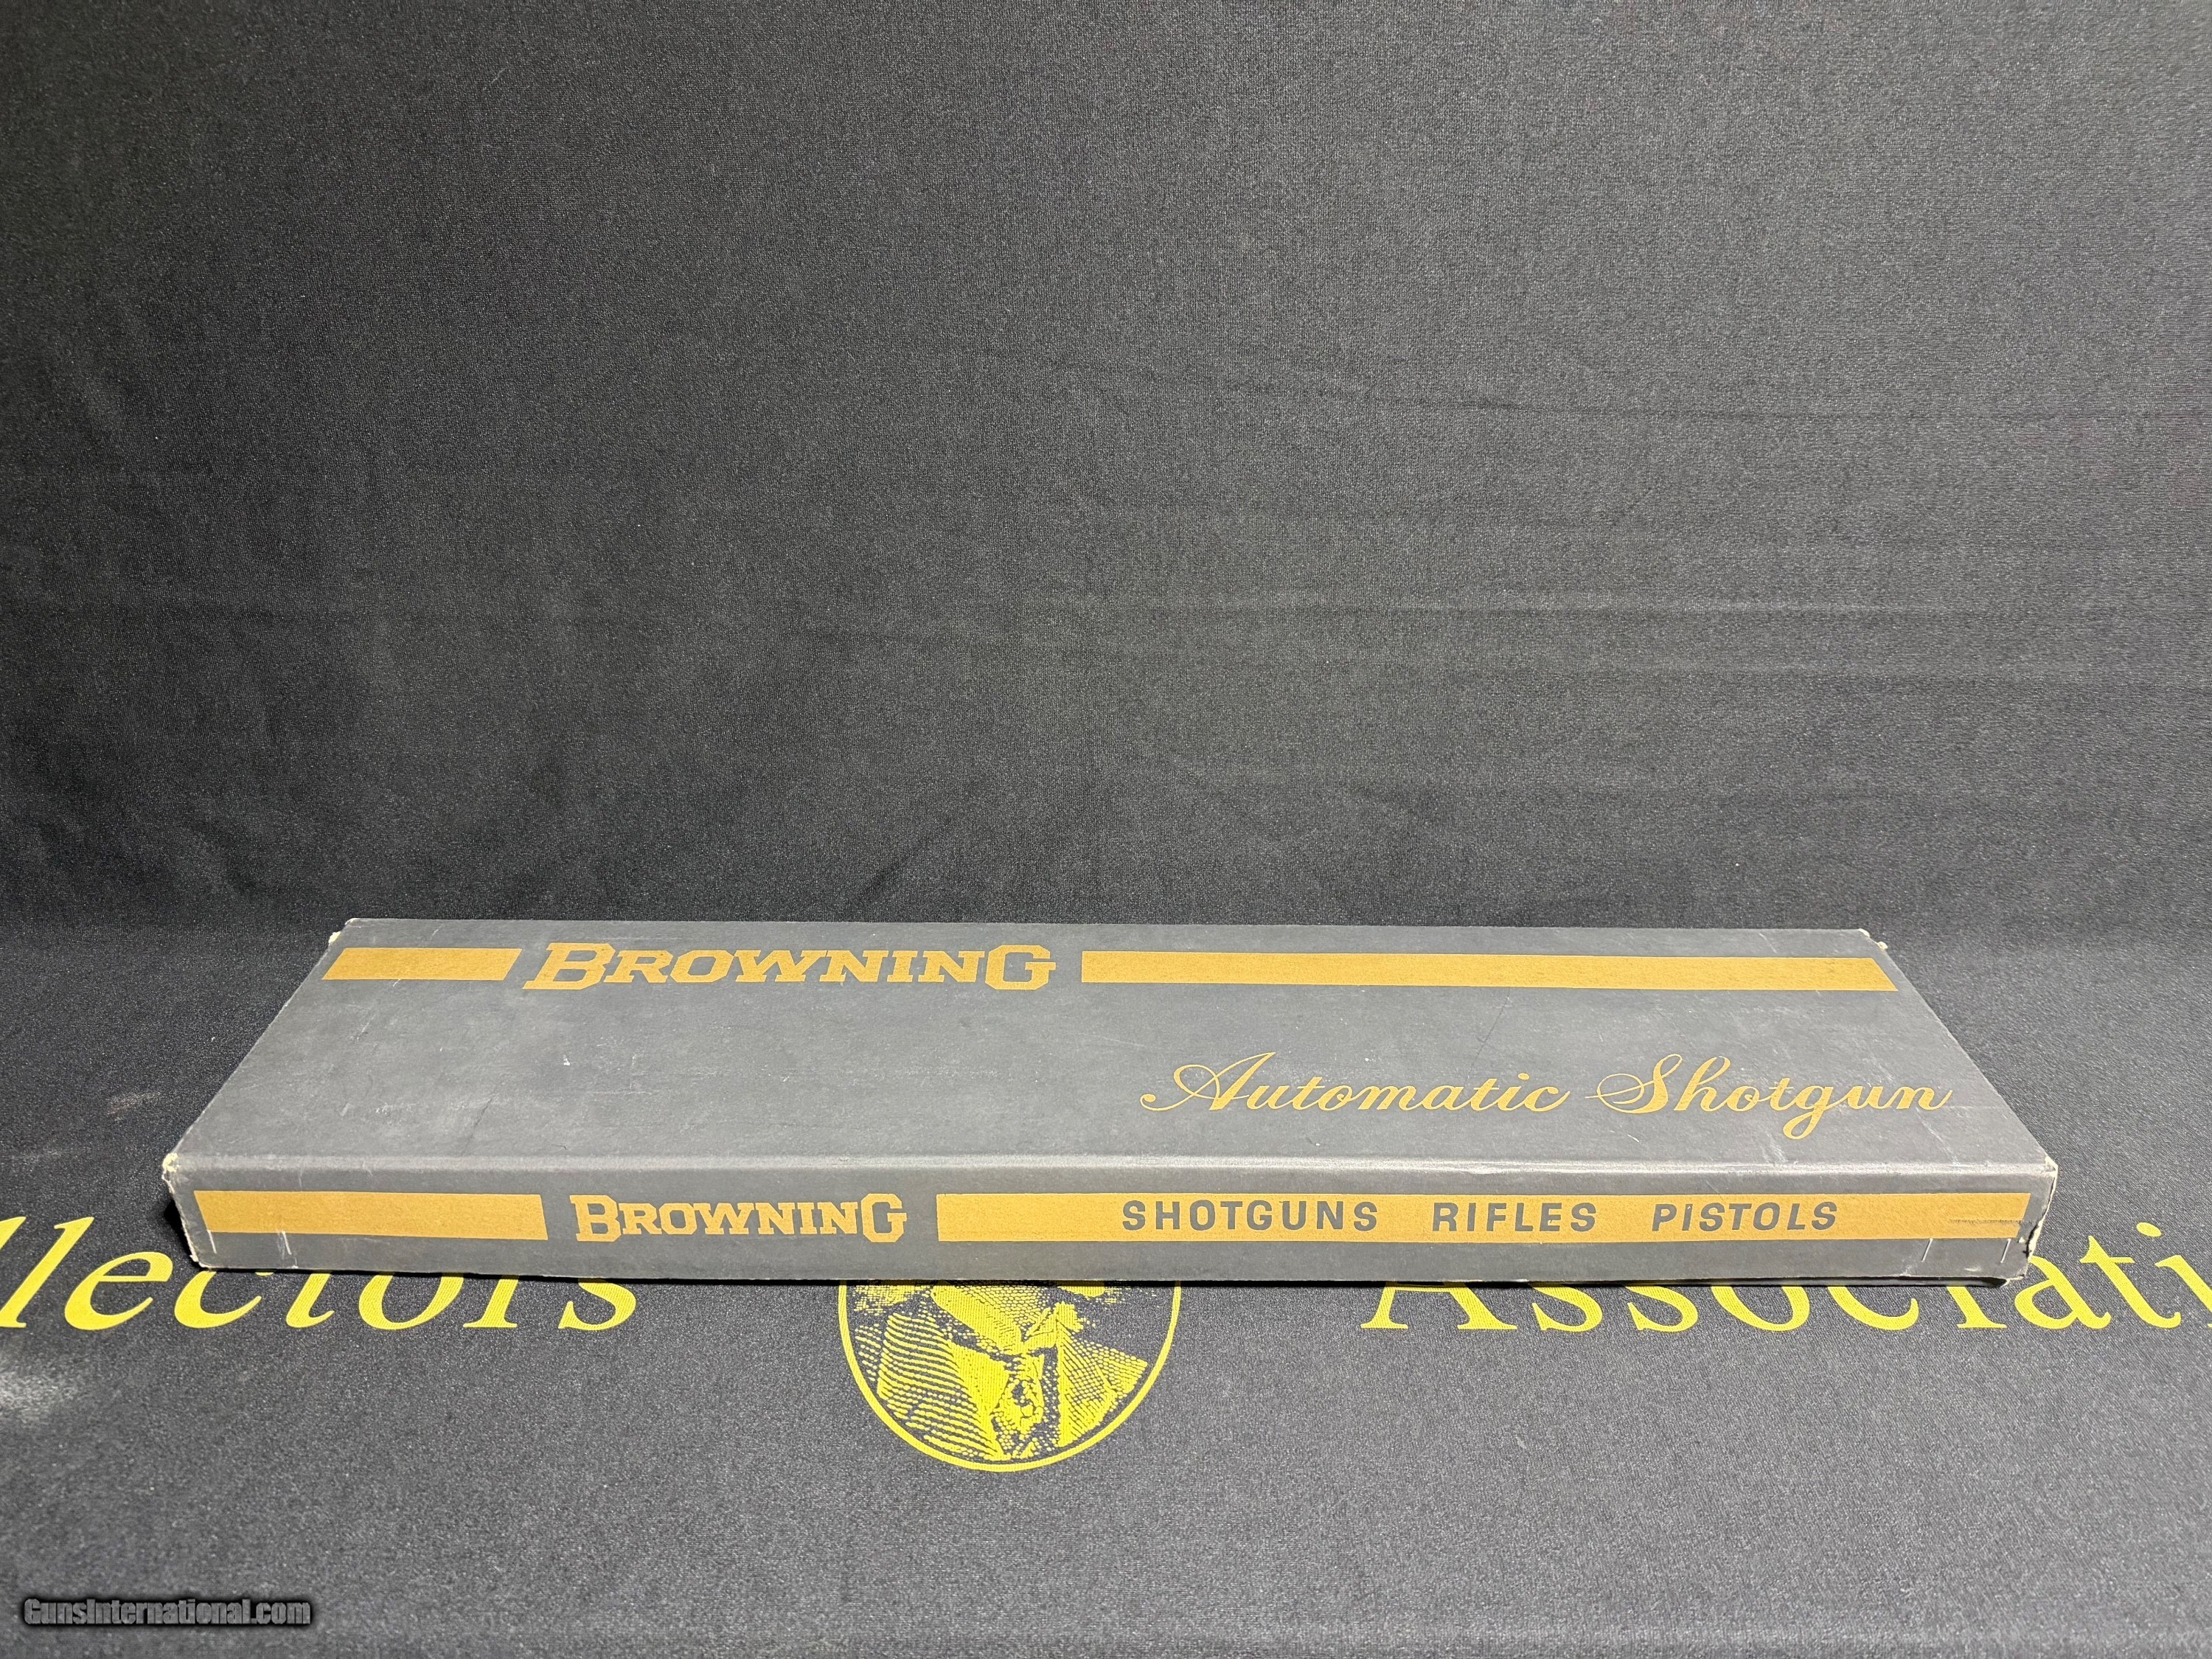 BROWNING
Automatic Shotgun
BROWNING SHOTGUNS RIFLES PISTOLS
llectors Associati
GunsInternational.com